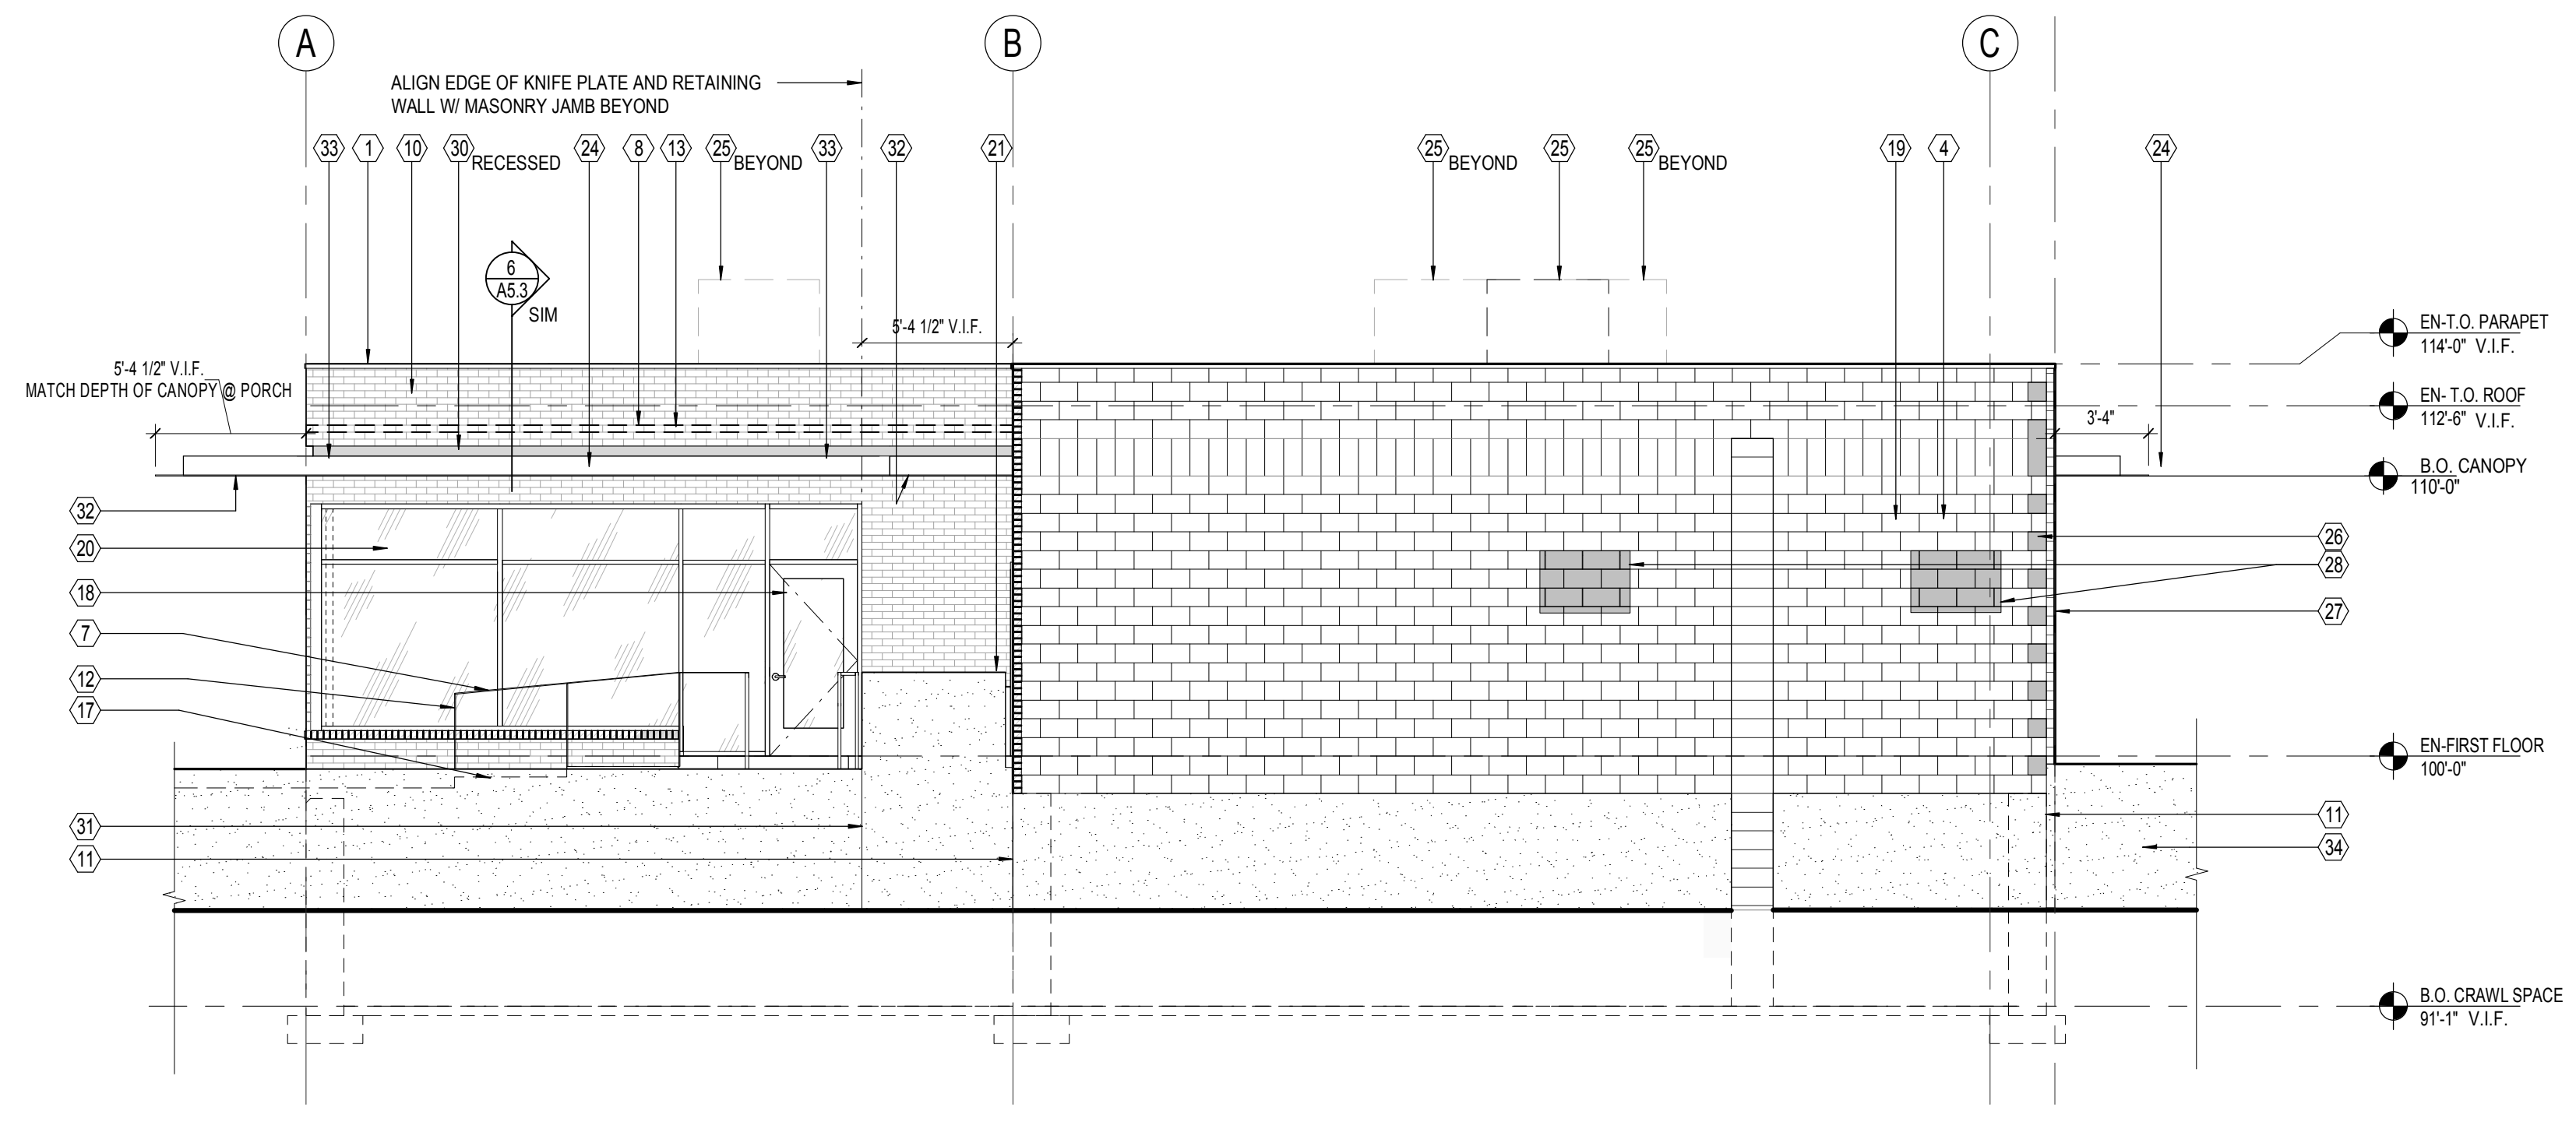 A
B
C
ALIGN EDGE OF KNIFE PLATE AND RETAINING
WALL W/ MASONRY JAMB BEYOND
33
1
10
30 RECESSED
24
8
13
25 BEYOND
33
32
21
25 BEYOND
25
25 BEYOND
19
4
24
6
A5.3
SIM
5'-4 1/2" V.I.F.
5'-4 1/2" V.I.F.
MATCH DEPTH OF CANOPY @ PORCH
EN-T.O. PARAPET
114'-0" V.I.F.
EN- T.O. ROOF
112'-6" V.I.F.
3'-4"
B.O. CANOPY
110'-0"
32
20
18
7
12
17
31
11
26
28
27
EN-FIRST FLOOR
100'-0"
11
34
B.O. CRAWL SPACE
91'-1" V.I.F.